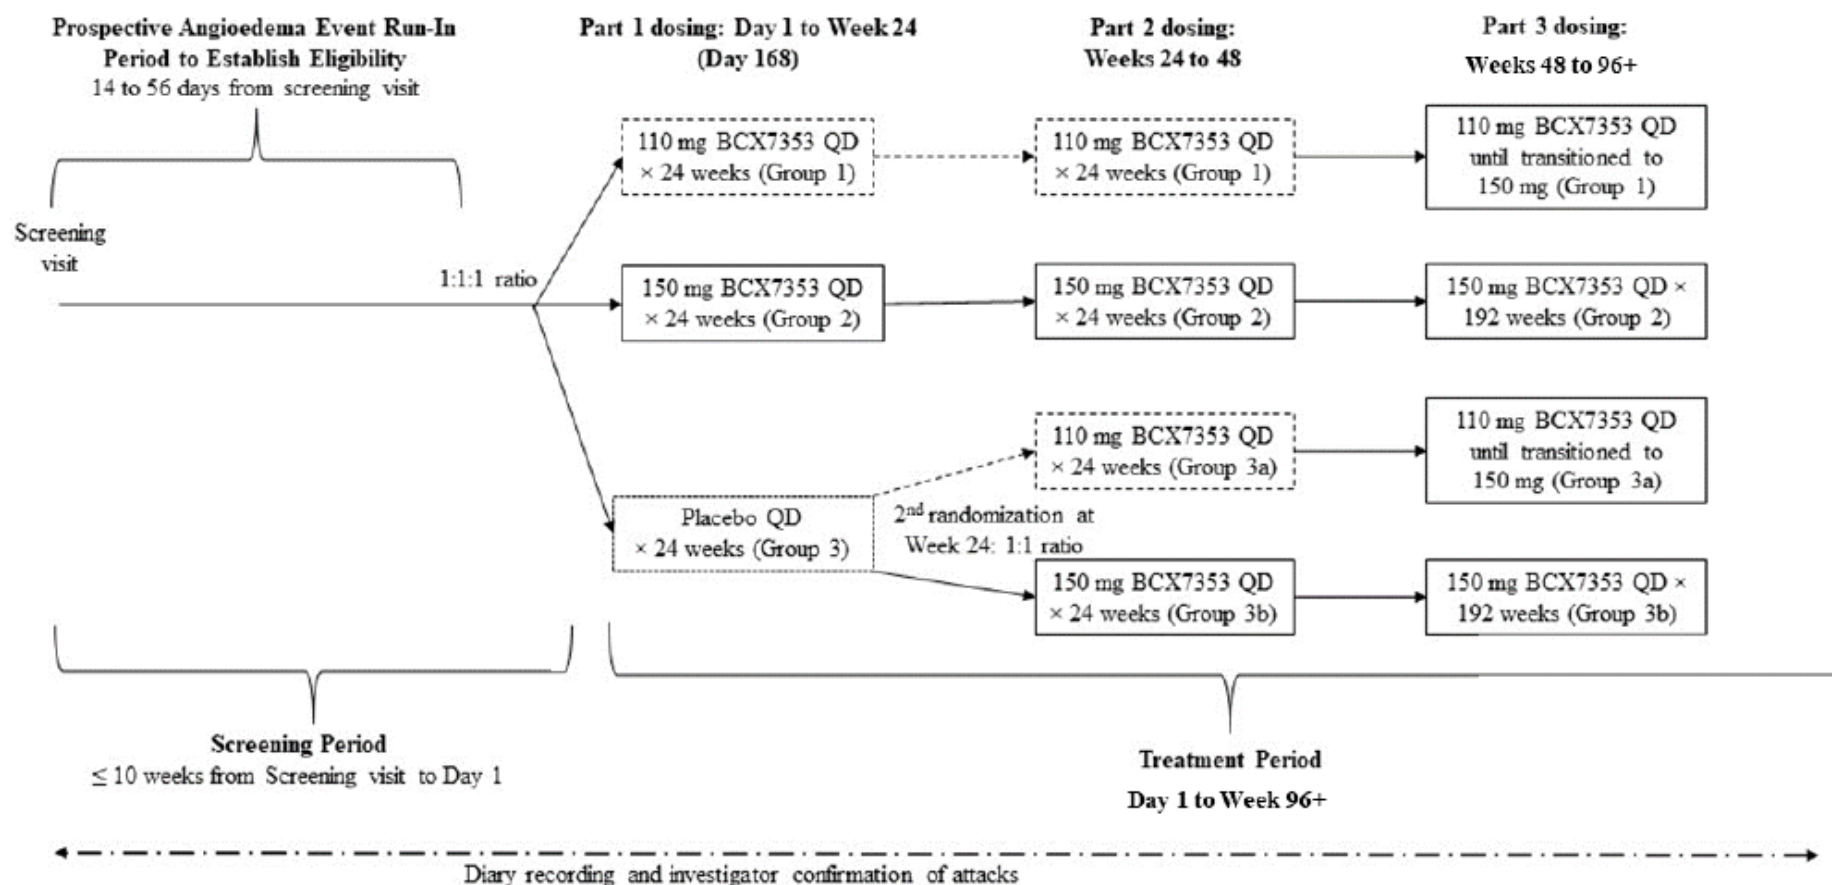 Prospective Angioedema Event Run-In
Period to Establish Eligibility
14 to 56 days from screening visit
Part 1 dosing: Day 1 to Week 24
(Day 168)
Part 2 dosing:
Weeks 24 to 48
Part 3 dosing:
Weeks 48 to 96+
110 mg BCX7353 QD
× 24 weeks (Group 1)
110 mg BCX7353 QD
× 24 weeks (Group 1)
110 mg BCX7353 QD
until transitioned to
150 mg (Group 1)
Screening
visit
1:1:1 ratio
150 mg BCX7353 QD
× 24 weeks (Group 2)
150 mg BCX7353 QD
× 24 weeks (Group 2)
150 mg BCX7353 QD ×
192 weeks (Group 2)
110 mg BCX7353 QD
× 24 weeks (Group 3a)
110 mg BCX7353 QD
until transitioned to
150 mg (Group 3a)
Placebo QD
× 24 weeks (Group 3)
2nd randomization at
Week 24: 1:1 ratio
150 mg BCX7353 QD
× 24 weeks (Group 3b)
150 mg BCX7353 QD ×
192 weeks (Group 3b)
Screening Period
≤ 10 weeks from Screening visit to Day 1
Treatment Period
Day 1 to Week 96+
Diary recording and investigator confirmation of attacks